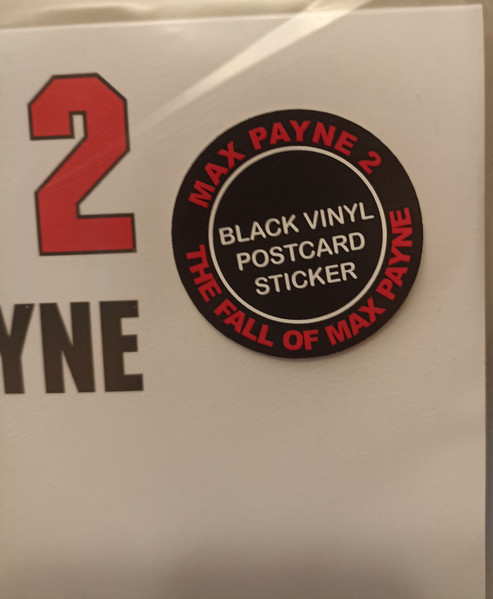 2
YNE
MAX PAYNE 2
BLACK VINYL
POSTCARD
STICKER
THE FALL OF MAX PAYNE